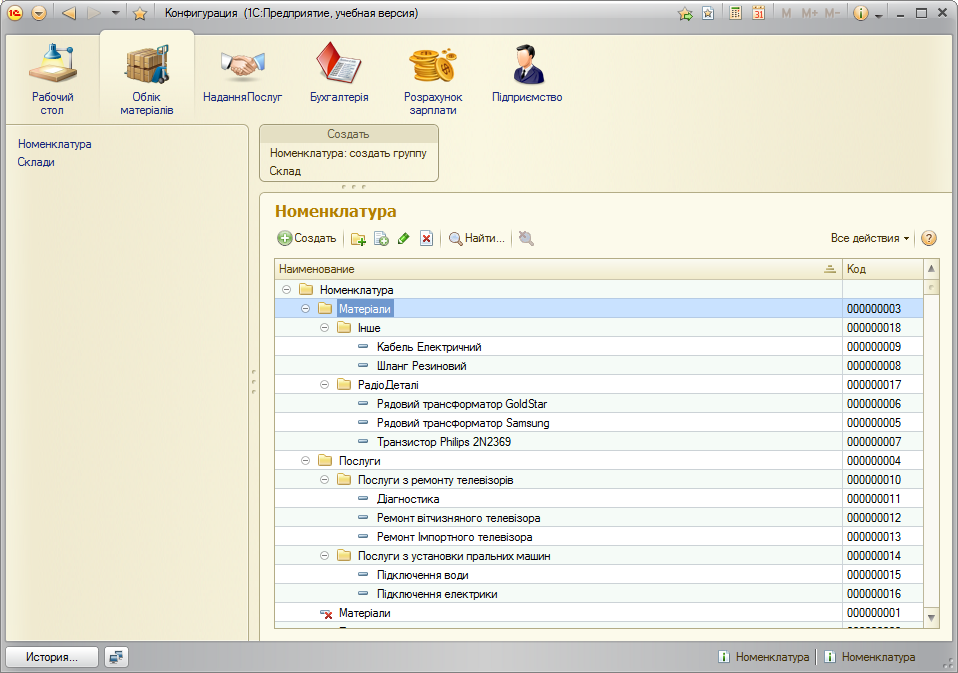 Конфигурация (1С:Предприятие, учебная версия)
M M+ M-
Рабочий
стол
Облік
матеріалів
НаданняПослуг
Бухгалтерія
Розрахунок
зарплати
Підприємство
Номенклатура
Склади
Создать
Номенклатура: создать группу
Склад
Номенклатура
Создать
Найти...
Все действия
Наименование Код
Номенклатура
Матеріали 000000003
Інше 000000018
Кабель Електричний 000000009
Шланг Резиновий 000000008
РадіоДеталі 000000017
Рядовий трансформатор GoldStar 000000006
Рядовий трансформатор Samsung 000000005
Транзистор Philips 2N2369 000000007
Послуги 000000004
Послуги з ремонту телевізорів 000000010
Діагностика 000000011
Ремонт вітчизняного телевізора 000000012
Ремонт Імпортного телевізора 000000013
Послуги з установки пральних машин 000000014
Підключення води 000000015
Підключення електрики 000000016
Матеріали 000000001
История...
Номенклатура
Номенклатура